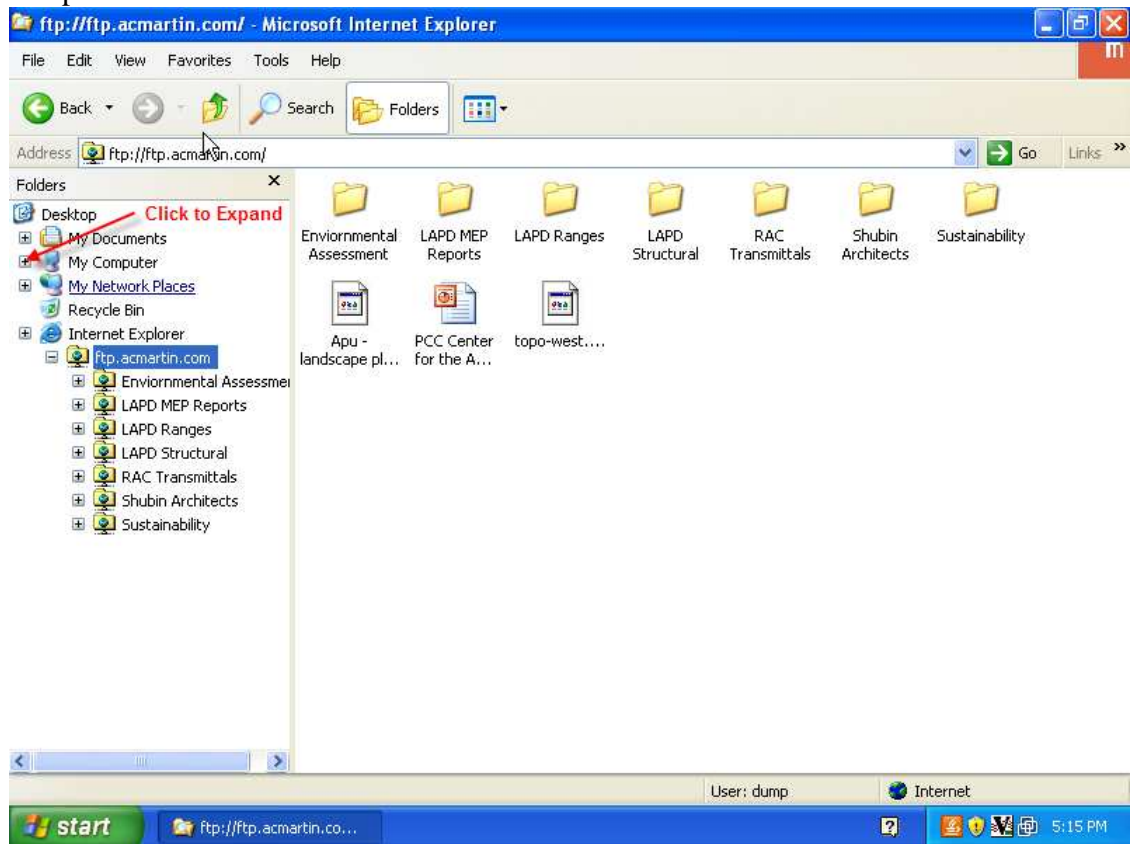 ftp://ftp.acmartin.com/ - Microsoft Internet Explorer
File Edit View Favorites Tools Help
Back Search Folders
Address ftp://ftp.acmartin.com/ Go Links »
Folders
Desktop
Click to Expand
My Documents
My Computer
My Network Places
Recycle Bin
Internet Explorer
ftp.acmartin.com
Enviornmental Assessmen
LAPD MEP Reports
LAPD Ranges
LAPD Structural
RAC Transmittals
Shubin Architects
Sustainability
Enviornmental Assessment
LAPD MEP Reports
LAPD Ranges
LAPD Structural
RAC Transmittals
Shubin Architects
Sustainability
Apu - landscape pl...
PCC Center for the A...
topo-west....
User: dump
Internet
start
ftp://ftp.acmartin.co...
5:15 PM